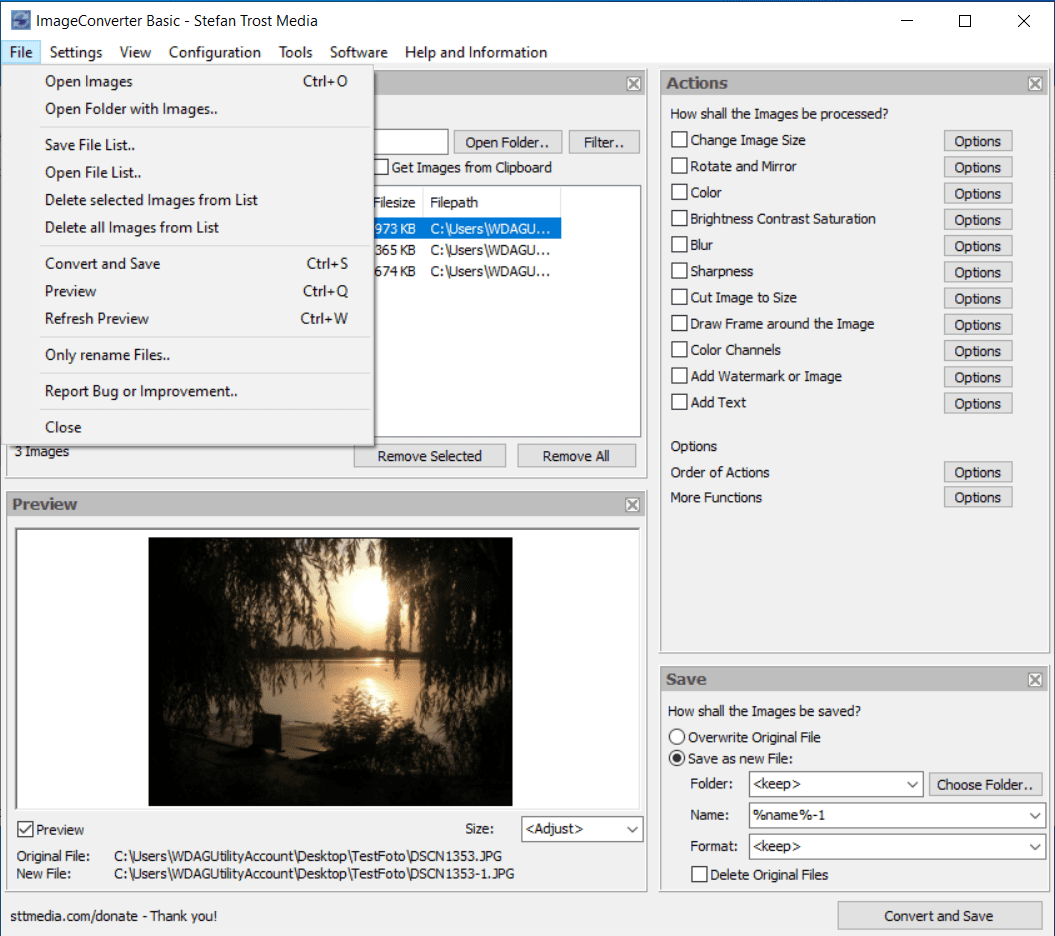 ImageConverter Basic - Stefan Trost Media
File Settings View Configuration Tools Software Help and Information
Open Images Ctrl+O
Open Folder with Images..
Save File List..
Open File List..
Delete selected Images from List
Delete all Images from List
Convert and Save Ctrl+S
Preview Ctrl+Q
Refresh Preview Ctrl+W
Only rename Files..
Report Bug or Improvement..
Close
Open Folder.. Filter..
Get Images from Clipboard
Filesize Filepath
973 KB C:\Users\WDAGU...
365 KB C:\Users\WDAGU...
674 KB C:\Users\WDAGU...
3 Images
Remove Selected Remove All
Preview
Preview Size: <Adjust>
Original File: C:\Users\WDAGUtilityAccount\Desktop\TestFoto\DSCN1353.JPG
New File: C:\Users\WDAGUtilityAccount\Desktop\TestFoto\DSCN1353-1.JPG
Actions
How shall the Images be processed?
Change Image Size Options
Rotate and Mirror Options
Color Options
Brightness Contrast Saturation Options
Blur Options
Sharpness Options
Cut Image to Size Options
Draw Frame around the Image Options
Color Channels Options
Add Watermark or Image Options
Add Text Options
Options
Order of Actions Options
More Functions Options
Save
How shall the Images be saved?
Overwrite Original File
Save as new File:
Folder: <keep> Choose Folder..
Name: %name%-1
Format: <keep>
Delete Original Files
sttmedia.com/donate - Thank you! Convert and Save